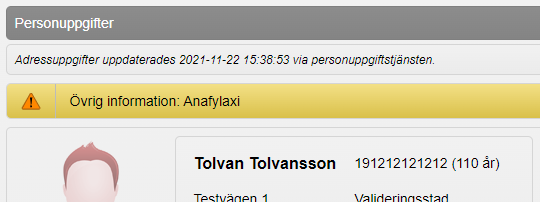 Personuppgifter
Adressuppgifter uppdaterades 2021-11-22 15:38:53 via personuppgiftstjänsten.
Övrig information: Anafylaxi
Tolvan Tolvansson 191212121212 (110 år)
Testvägen 1 Valideringsstad